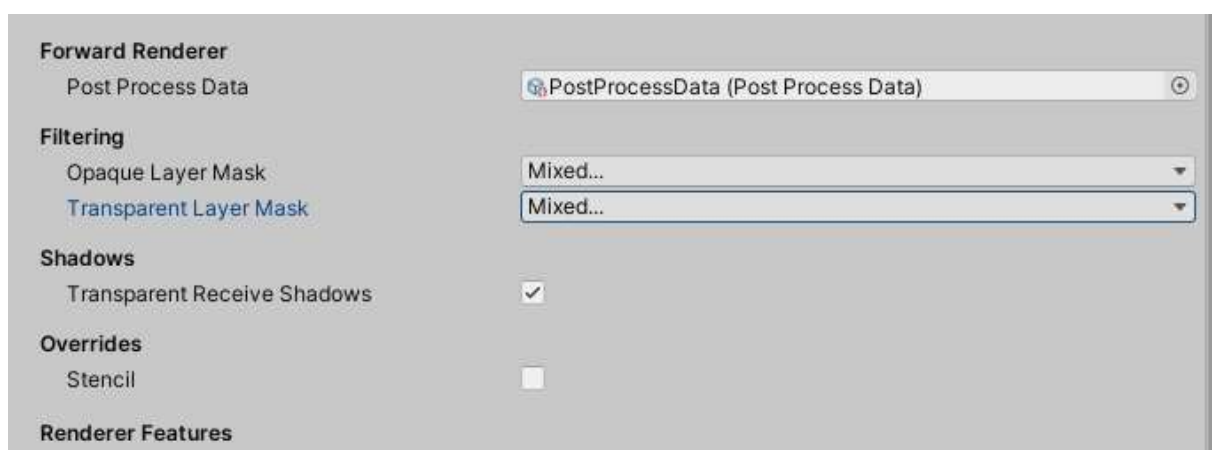 Forward Renderer
Post Process Data PostProcessData (Post Process Data)
Filtering
Opaque Layer Mask Mixed...
Transparent Layer Mask Mixed...
Shadows
Transparent Receive Shadows
Overrides
Stencil
Renderer Features